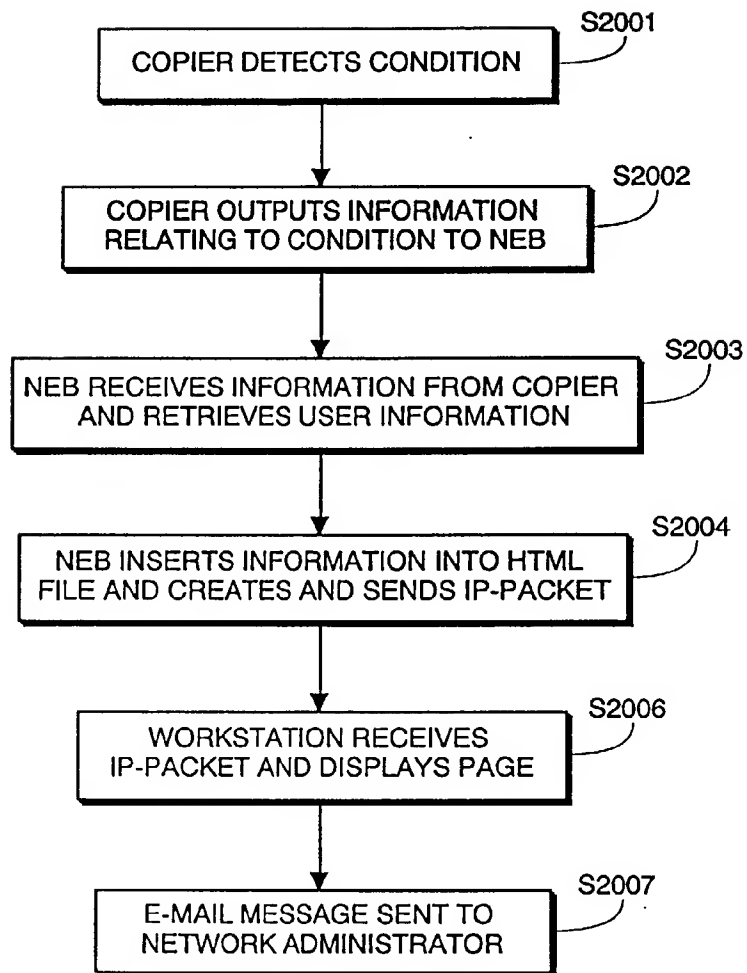 S2001
COPIER DETECTS CONDITION
S2002
COPIER OUTPUTS INFORMATION
RELATING TO CONDITION TO NEB
S2003
NEB RECEIVES INFORMATION FROM COPIER
AND RETRIEVES USER INFORMATION
S2004
NEB INSERTS INFORMATION INTO HTML
FILE AND CREATES AND SENDS IP-PACKET
S2006
WORKSTATION RECEIVES
IP-PACKET AND DISPLAYS PAGE
S2007
E-MAIL MESSAGE SENT TO
NETWORK ADMINISTRATOR